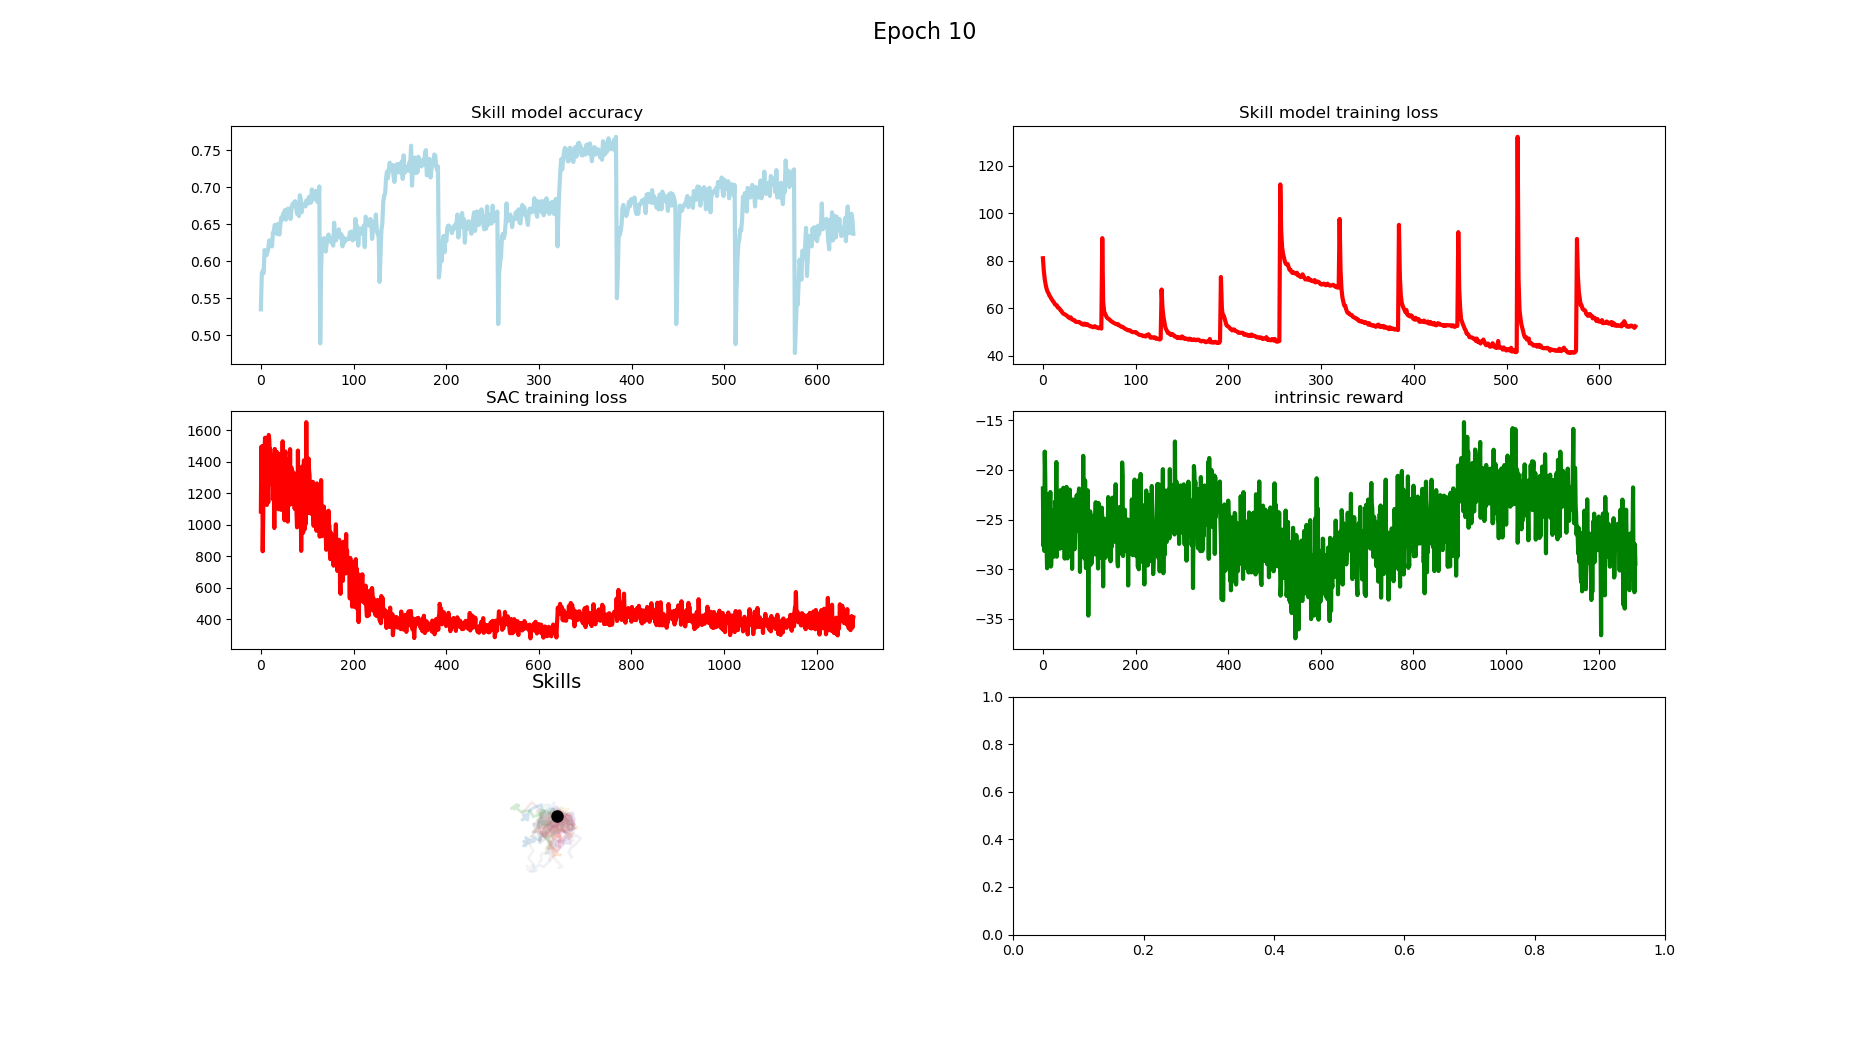 Epoch 10
Skill model accuracy
0.75
0.70
0.65
0.60
0.55
0.50
0 100 200 300 400 500 600
Skill model training loss
120
100
80
60
40
0 100 200 300 400 500 600
SAC training loss
1600
1400
1200
1000
800
600
400
0 200 400 600 800 1000 1200
intrinsic reward
−15
−20
−25
−30
−35
0 200 400 600 800 1000 1200
Skills
1.0
0.8
0.6
0.4
0.2
0.0
0.0 0.2 0.4 0.6 0.8 1.0